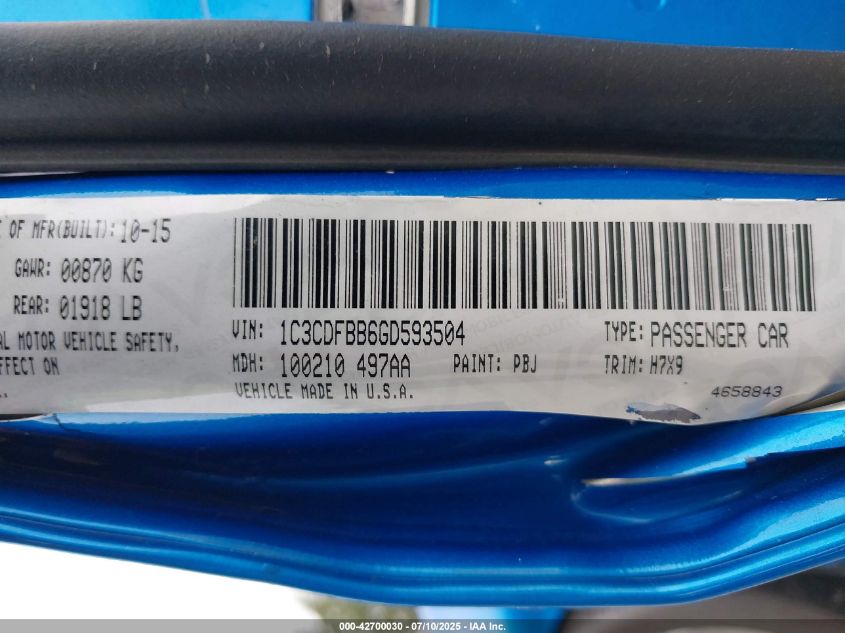 E OF MFR(BUILT): 10-15
GAWR: 00870 KG
REAR: 01918 LB
AL MOTOR VEHICLE SAFETY,
FFECT ON
VIN: 1C3CDFBB6GD593504
TYPE: PASSENGER CAR
MDH: 100210 497AA
PAINT: PBJ
TRIM: H7X9
VEHICLE MADE IN U.S.A.
4658843
000-42700030 - 07/10/2025 - IAA Inc.